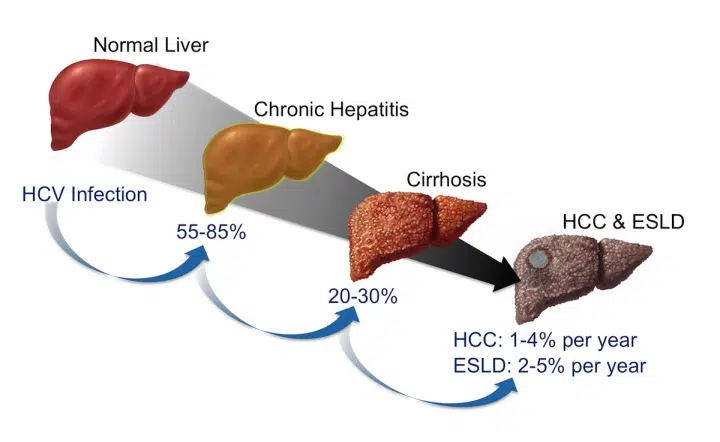 Normal Liver
Chronic Hepatitis
Cirrhosis
HCC & ESLD
HCV Infection
55-85%
20-30%
HCC: 1-4% per year
ESLD: 2-5% per year